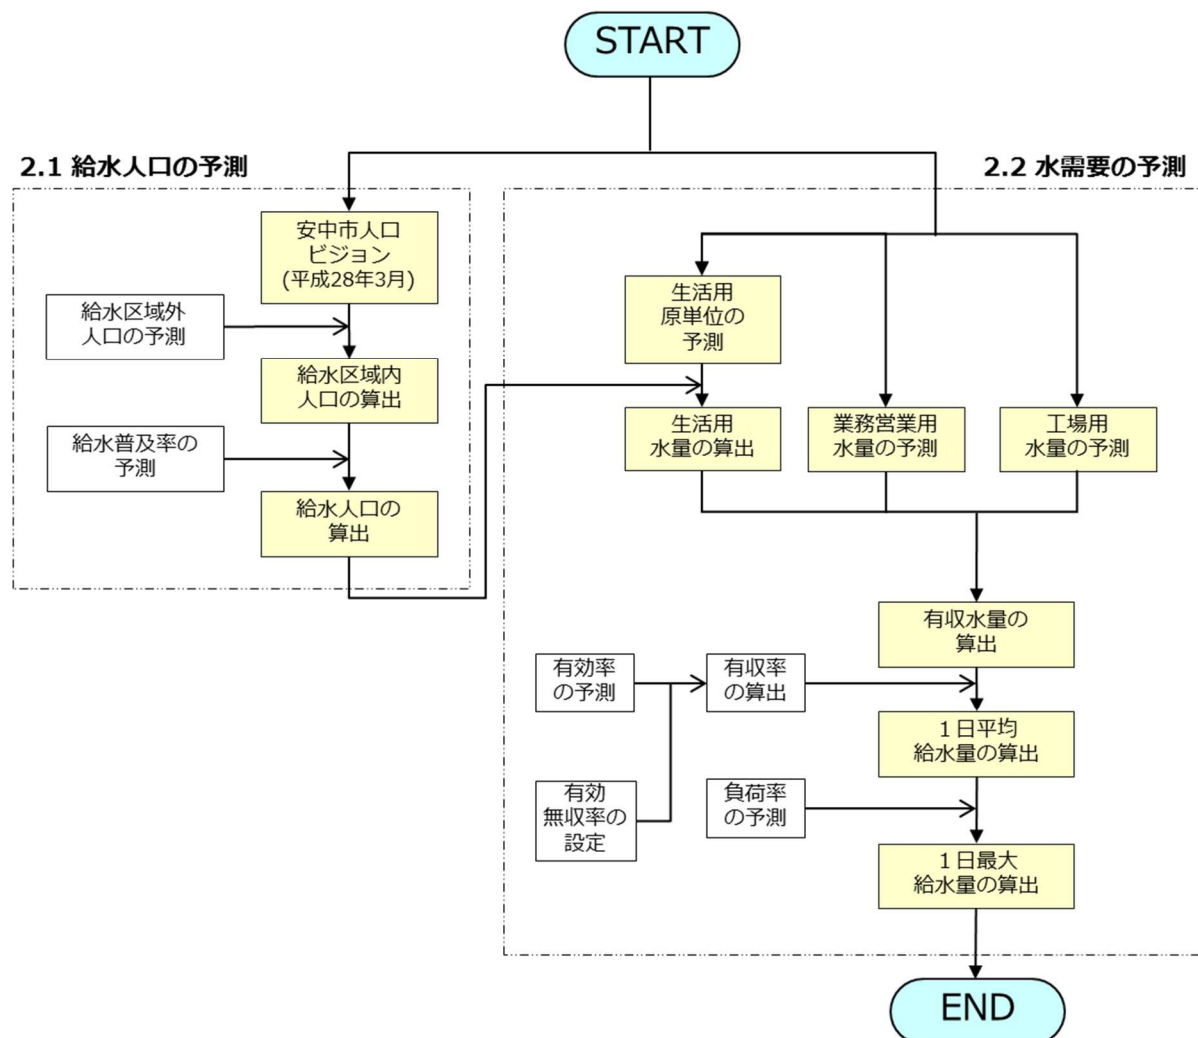 START
2.1 給水人口の予測
安中市人口
ビジョン
(平成28年3月)
給水区域外
人口の予測
給水区域内
人口の算出
給水普及率の
予測
給水人口の
算出
2.2 水需要の予測
生活用
原単位の
予測
生活用
水量の算出
業務営業用
水量の予測
工場用
水量の予測
有収水量の
算出
有効率
の予測
有収率
の算出
1日平均
給水量の算出
有効
無収率の
設定
負荷率
の予測
1日最大
給水量の算出
END